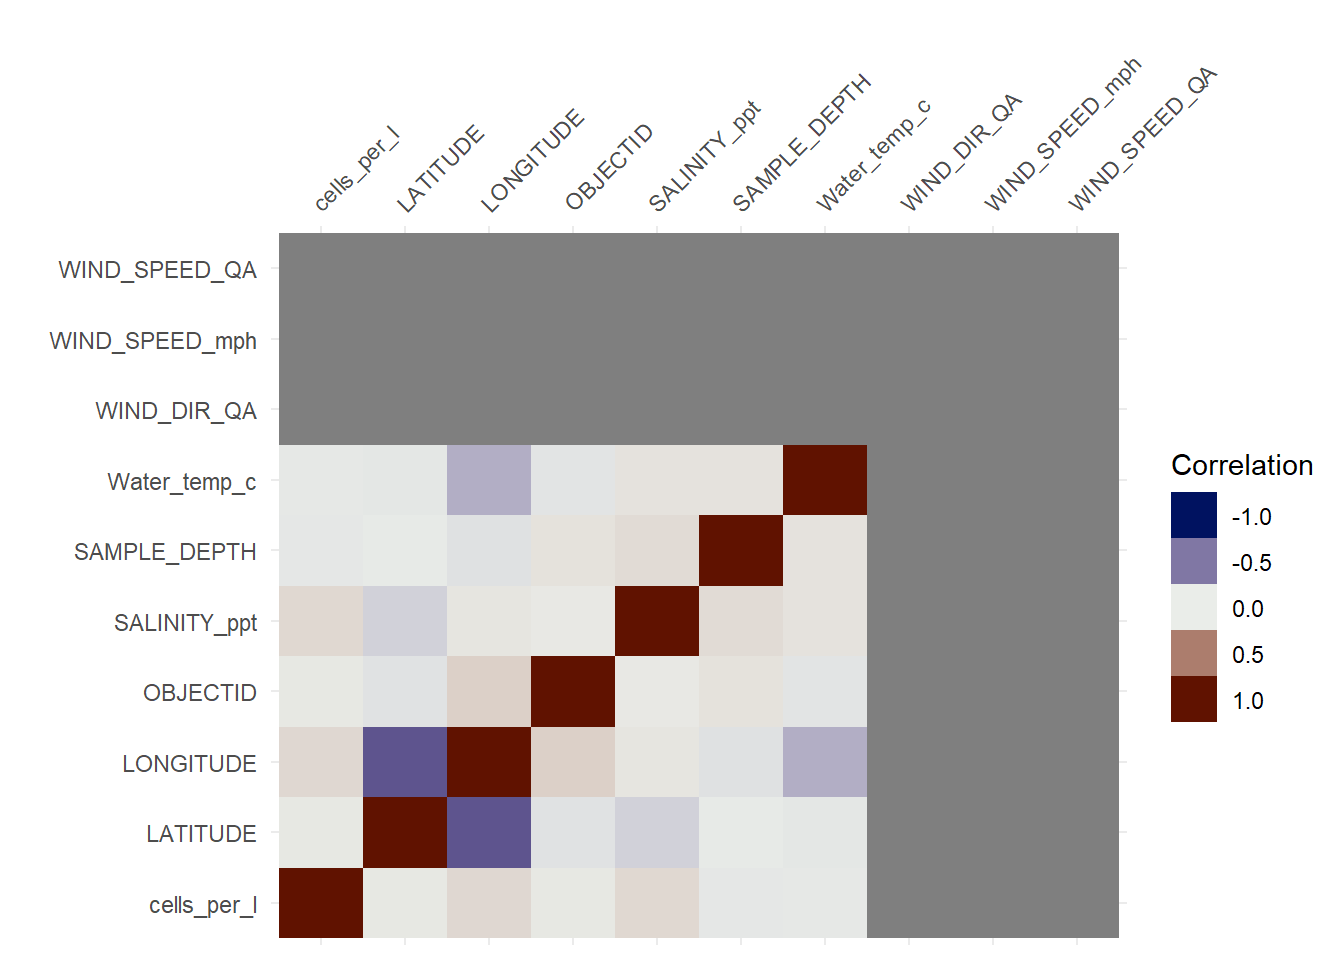 cells_per_l
LATITUDE
LONGITUDE
OBJECTID
SALINITY_ppt
SAMPLE_DEPTH
Water_temp_c
WIND_DIR_QA
WIND_SPEED_mph
WIND_SPEED_QA
WIND_SPEED_QA
WIND_SPEED_mph
WIND_DIR_QA
Water_temp_c
SAMPLE_DEPTH
SALINITY_ppt
OBJECTID
LONGITUDE
LATITUDE
cells_per_l
Correlation
-1.0
-0.5
0.0
0.5
1.0